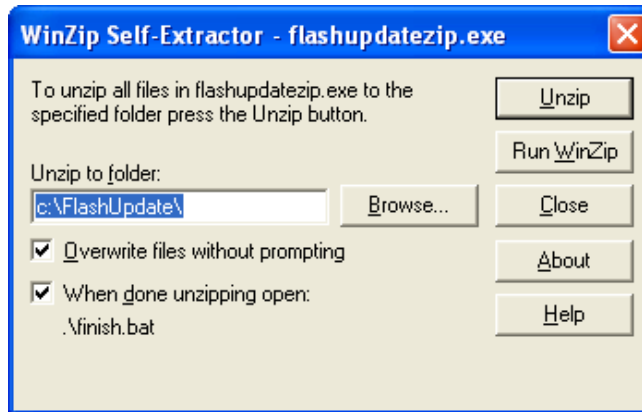 WinZip Self-Extractor - flashupdatezip.exe
To unzip all files in flashupdatezip.exe to the
specified folder press the Unzip button.
Unzip to folder:
c:\FlashUpdate\
Browse...
Overwrite files without prompting
When done unzipping open:
.\finish.bat
Unzip
Run WinZip
Close
About
Help